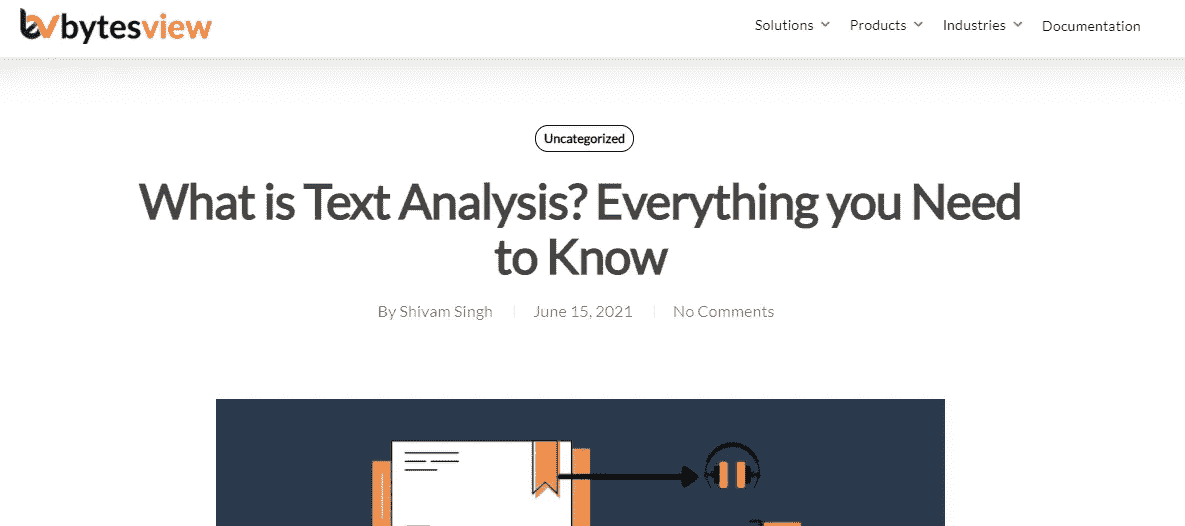 bytesview
Solutions Products Industries Documentation
Uncategorized
What is Text Analysis? Everything you Need
to Know
By Shivam Singh June 15, 2021 No Comments